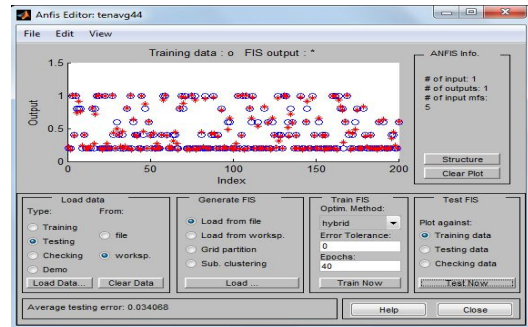 Anfis Editor: tenavg44
File Edit View
Training data : o FIS output : *
1.5
1
0.5
0
Output
0 50 100 150 200
Index
ANFIS Info.
# of input: 1
# of outputs: 1
# of input mfs:
5
Structure
Clear Plot
Load data
Type: From:
Training
Testing
Checking
Demo
file
worksp.
Load Data... Clear Data
Generate FIS
Load from file
Load from worksp.
Grid partition
Sub. clustering
Load ...
Train FIS
Optim. Method:
hybrid
Error Tolerance:
0
Epochs:
40
Train Now
Test FIS
Plot against:
Training data
Testing data
Checking data
Test Now
Average testing error: 0.034068
Help Close